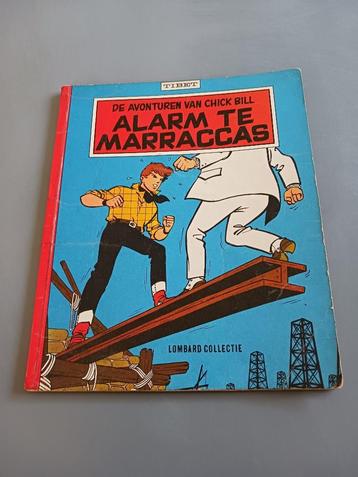 TIBET
DE AVONTUREN VAN CHICK BILL
ALARM TE
MARRACCAS
LOMBARD COLLECTIE